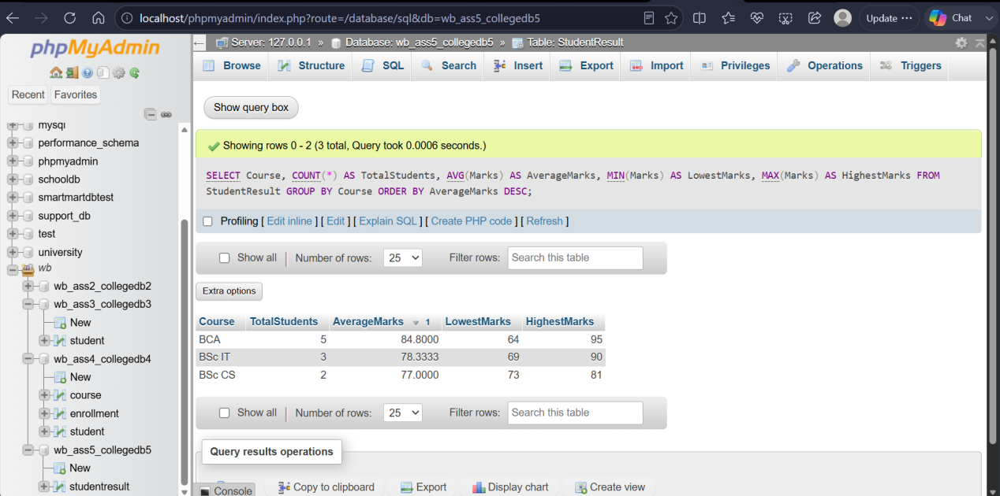 localhost/phpmyadmin/index.php?route=/database/sql&db=wb_ass5_collegedb5
Update
Chat
phpMyAdmin
Recent
Favorites
mysql
performance_schema
phpmyadmin
schooldb
smartmartdbtest
support_db
test
university
wb
wb_ass2_collegedb2
wb_ass3_collegedb3
New
student
wb_ass4_collegedb4
New
course
enrollment
student
wb_ass5_collegedb5
New
studentresult
Server: 127.0.0.1 » Database: wb_ass5_collegedb5 » Table: StudentResult
Browse Structure SQL Search Insert Export Import Privileges Operations Triggers
Show query box
Showing rows 0 - 2 (3 total, Query took 0.0006 seconds.)
SELECT Course, COUNT(*) AS TotalStudents, AVG(Marks) AS AverageMarks, MIN(Marks) AS LowestMarks, MAX(Marks) AS HighestMarks FROM
StudentResult GROUP BY Course ORDER BY AverageMarks DESC;
Profiling [ Edit inline ] [ Edit ] [ Explain SQL ] [ Create PHP code ] [ Refresh ]
Show all Number of rows: 25 Filter rows: Search this table
Extra options
Course TotalStudents AverageMarks 1 LowestMarks HighestMarks
BCA 5 84.8000 64 95
BSc IT 3 78.3333 69 90
BSc CS 2 77.0000 73 81
Show all Number of rows: 25 Filter rows: Search this table
Query results operations
Console
Copy to clipboard Export Display chart Create view